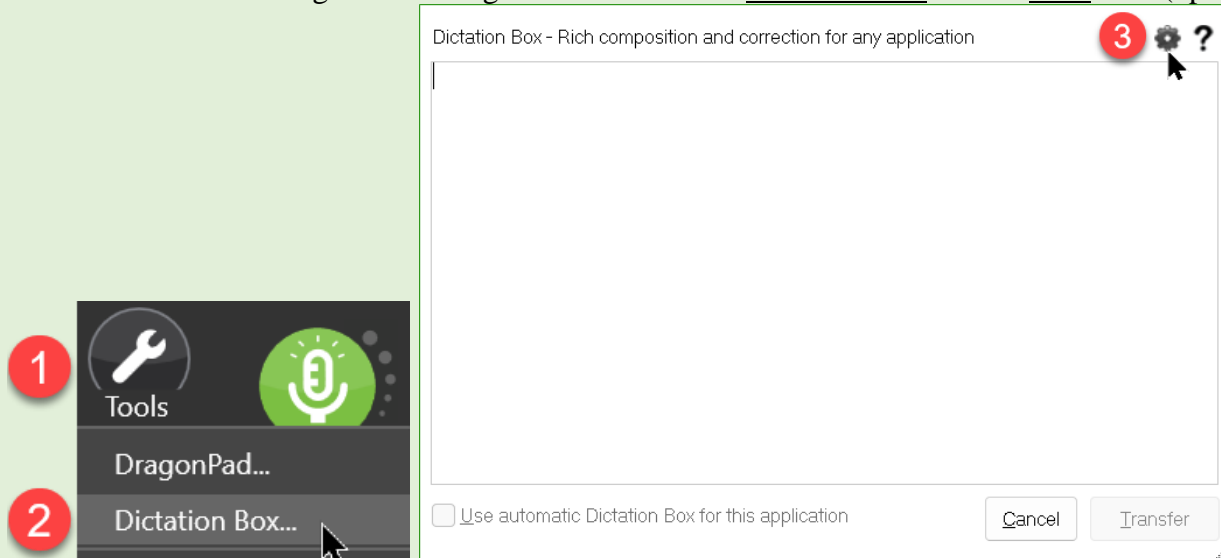 Dictation Box - Rich composition and correction for any application
3
?
1
Tools
DragonPad...
2
Dictation Box...
Use automatic Dictation Box for this application
Cancel
Transfer